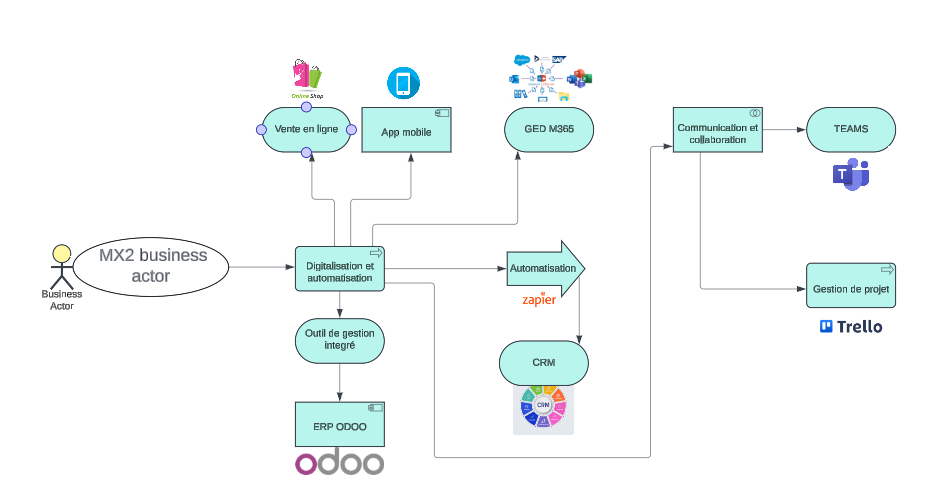 Online Shop
Vente en ligne
App mobile
GED M365
Communication et
collaboration
TEAMS
T
MX2 business
actor
Business
Actor
Digitalisation et
automatisation
Automatisation
zapier
Gestion de projet
Trello
Outil de gestion
integré
CRM
CRM
ERP ODOO
odoo